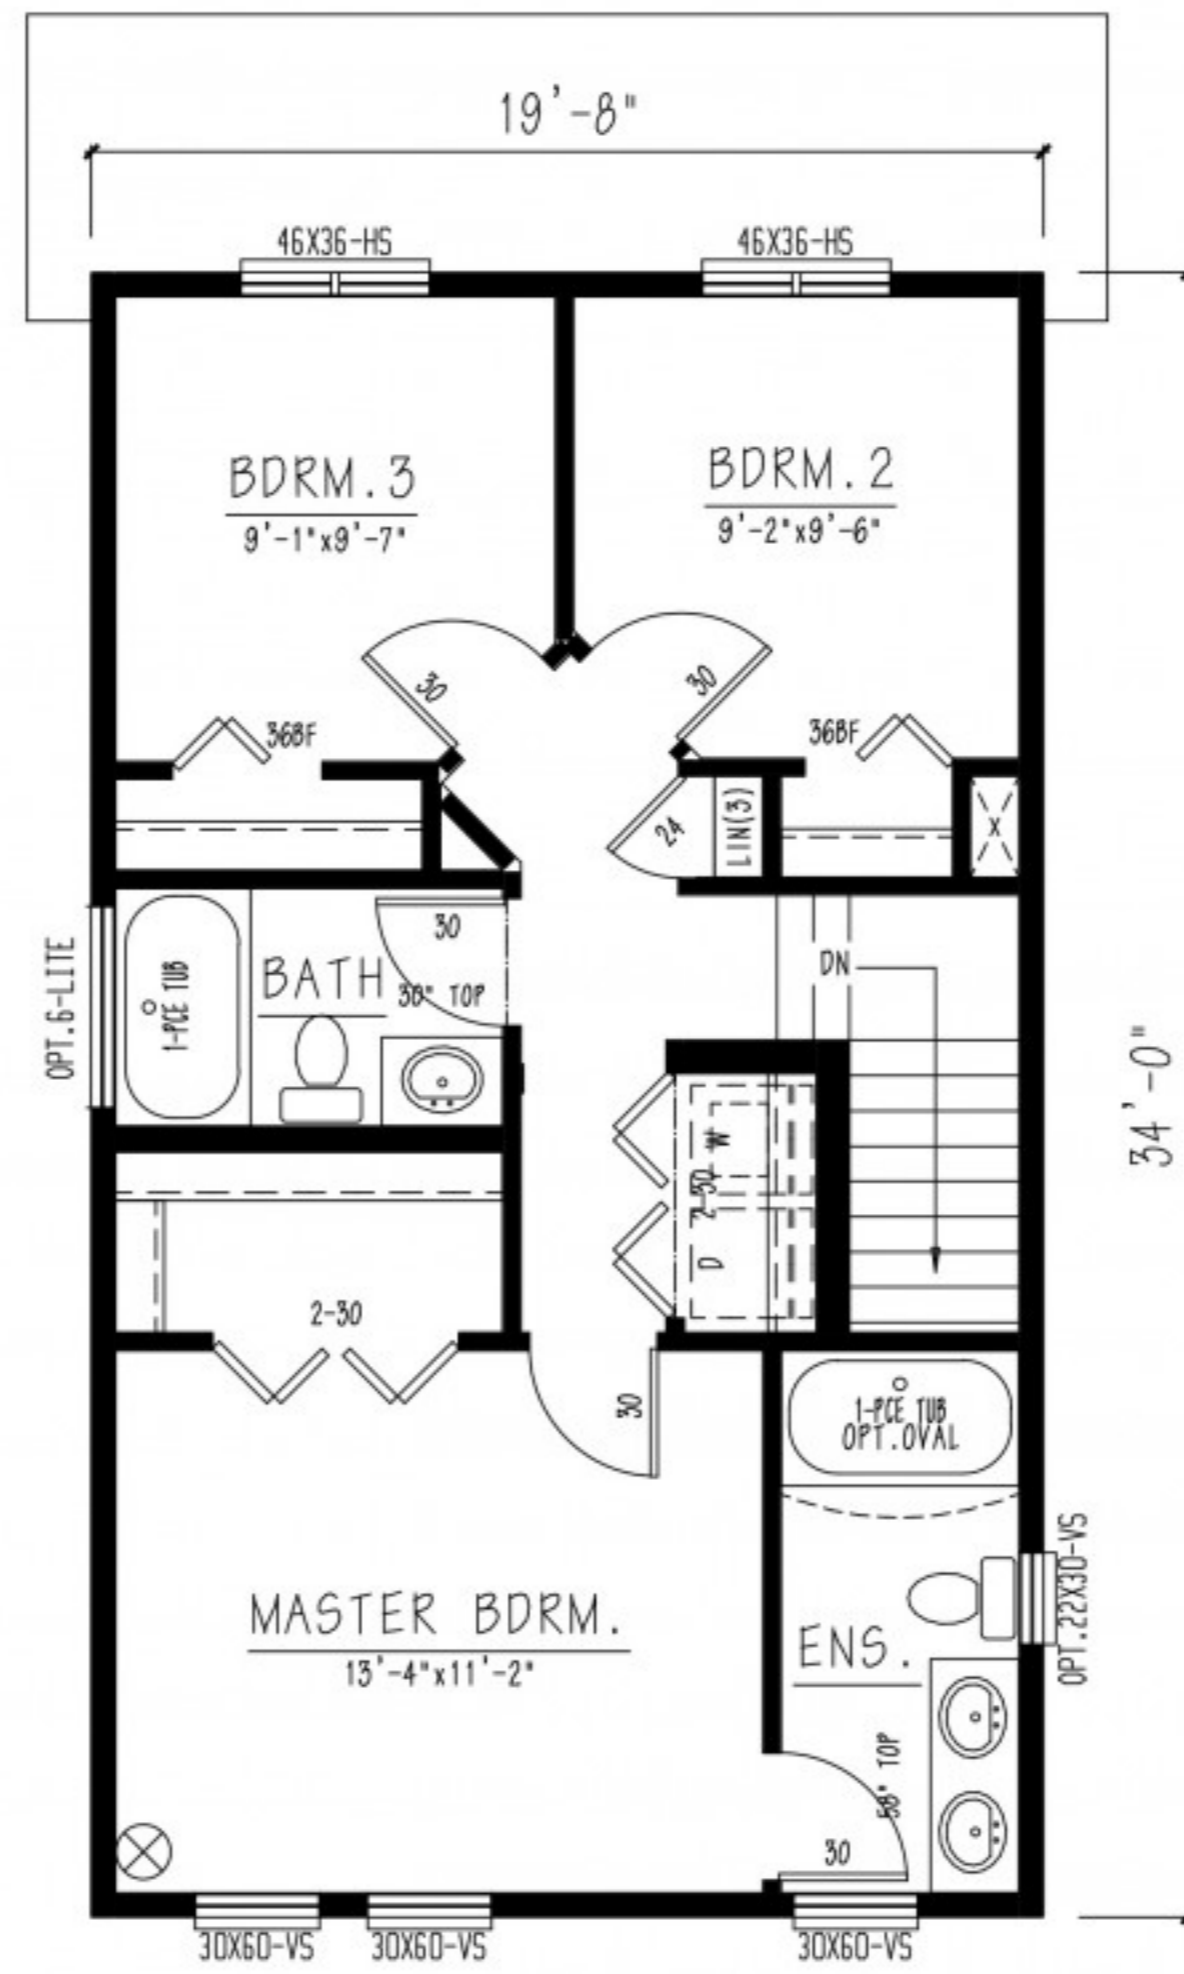 19'-8"
46X36-HS
46X36-HS
BDRM.3
9'-1"x9'-7"
BDRM.2
9'-2"x9'-6"
30
30
36BF
36BF
24
LIN(3)
X
OPT.6-LITE
1-PCE TUB
BATH
30
30" TOP
DN
34'-0"
W
2-30
D
2-30
30
1-PCE TUB
OPT.OVAL
MASTER BDRM.
13'-4"x11'-2"
ENS.
OPT.22X30-VS
58" TOP
30
30X60-VS
30X60-VS
30X60-VS